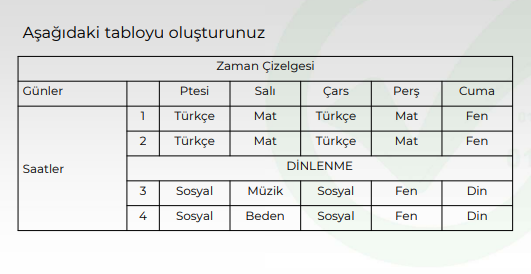 Aşağıdaki tabloyu oluşturunuz
Zaman Çizelgesi
Günler Ptesi Salı Çars Perş Cuma
Saatler
1 Türkçe Mat Türkçe Mat Fen
2 Türkçe Mat Türkçe Mat Fen
DİNLENME
3 Sosyal Müzik Sosyal Fen Din
4 Sosyal Beden Sosyal Fen Din